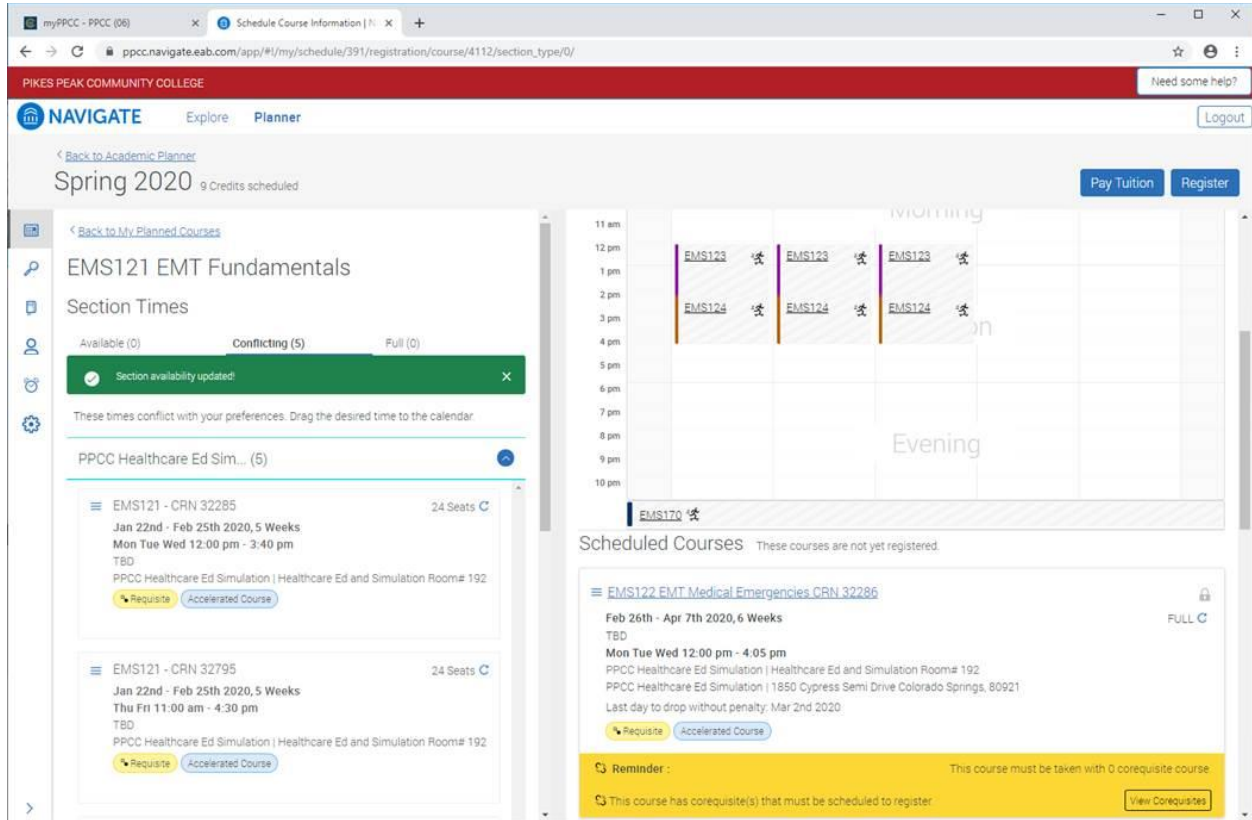 myPPCC - PPCC (06)
Schedule Course Information | N
ppcc.navigate.eab.com/app/#!/my/schedule/391/registration/course/4112/section_type/0/
PIKES PEAK COMMUNITY COLLEGE
Need some help?
NAVIGATE
Explore
Planner
Logout
Back to Academic Planner
Spring 2020 9 Credits scheduled
Pay Tuition
Register
Back to My Planned Courses
EMS121 EMT Fundamentals
Section Times
Available (0)
Conflicting (5)
Full (0)
Section availability updated!
These times conflict with your preferences. Drag the desired time to the calendar.
PPCC Healthcare Ed Sim... (5)
EMS121 - CRN 32285
24 Seats
Jan 22nd - Feb 25th 2020, 5 Weeks
Mon Tue Wed 12:00 pm - 3:40 pm
TBD
PPCC Healthcare Ed Simulation | Healthcare Ed and Simulation Room# 192
Requisite
Accelerated Course
EMS121 - CRN 32795
24 Seats
Jan 22nd - Feb 25th 2020, 5 Weeks
Thu Fri 11:00 am - 4:30 pm
TBD
PPCC Healthcare Ed Simulation | Healthcare Ed and Simulation Room# 192
Requisite
Accelerated Course
Morning
11 am
12 pm
EMS123 EMS123 EMS123
1 pm
2 pm
EMS124 EMS124 EMS124
3 pm
on
4 pm
5 pm
6 pm
7 pm
8 pm
Evening
9 pm
10 pm
EMS170
Scheduled Courses These courses are not yet registered.
EMS122 EMT Medical Emergencies CRN 32286
Feb 26th - Apr 7th 2020, 6 Weeks
FULL
TBD
Mon Tue Wed 12:00 pm - 4:05 pm
PPCC Healthcare Ed Simulation | Healthcare Ed and Simulation Room# 192
PPCC Healthcare Ed Simulation | 1850 Cypress Semi Drive Colorado Springs, 80921
Last day to drop without penalty: Mar 2nd 2020
Requisite
Accelerated Course
Reminder :
This course must be taken with 0 corequisite course.
This course has corequisite(s) that must be scheduled to register.
View Corequisites